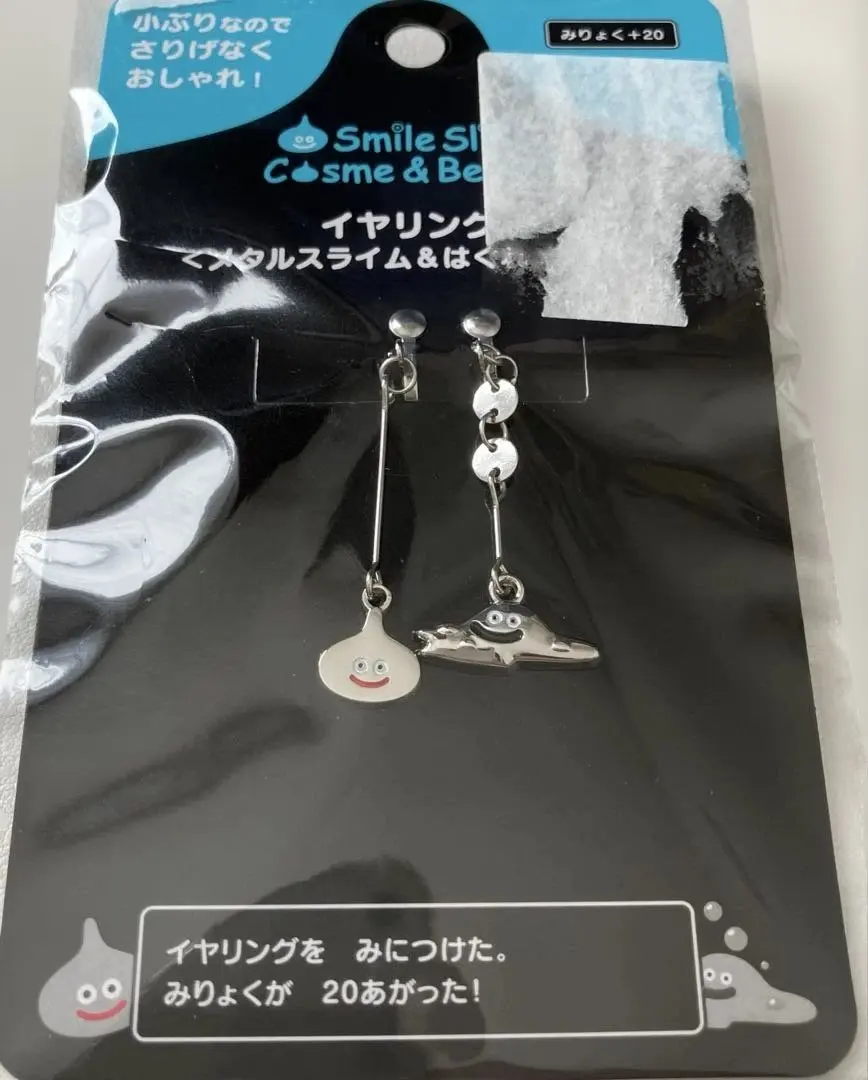 小ぶりなので
さりげなく
おしゃれ！
みりょく+20
Smile
Cosme &
イヤリング
＜メタルスライム＆はぐ
イヤリングを　みにつけた。
みりょくが　20あがった！